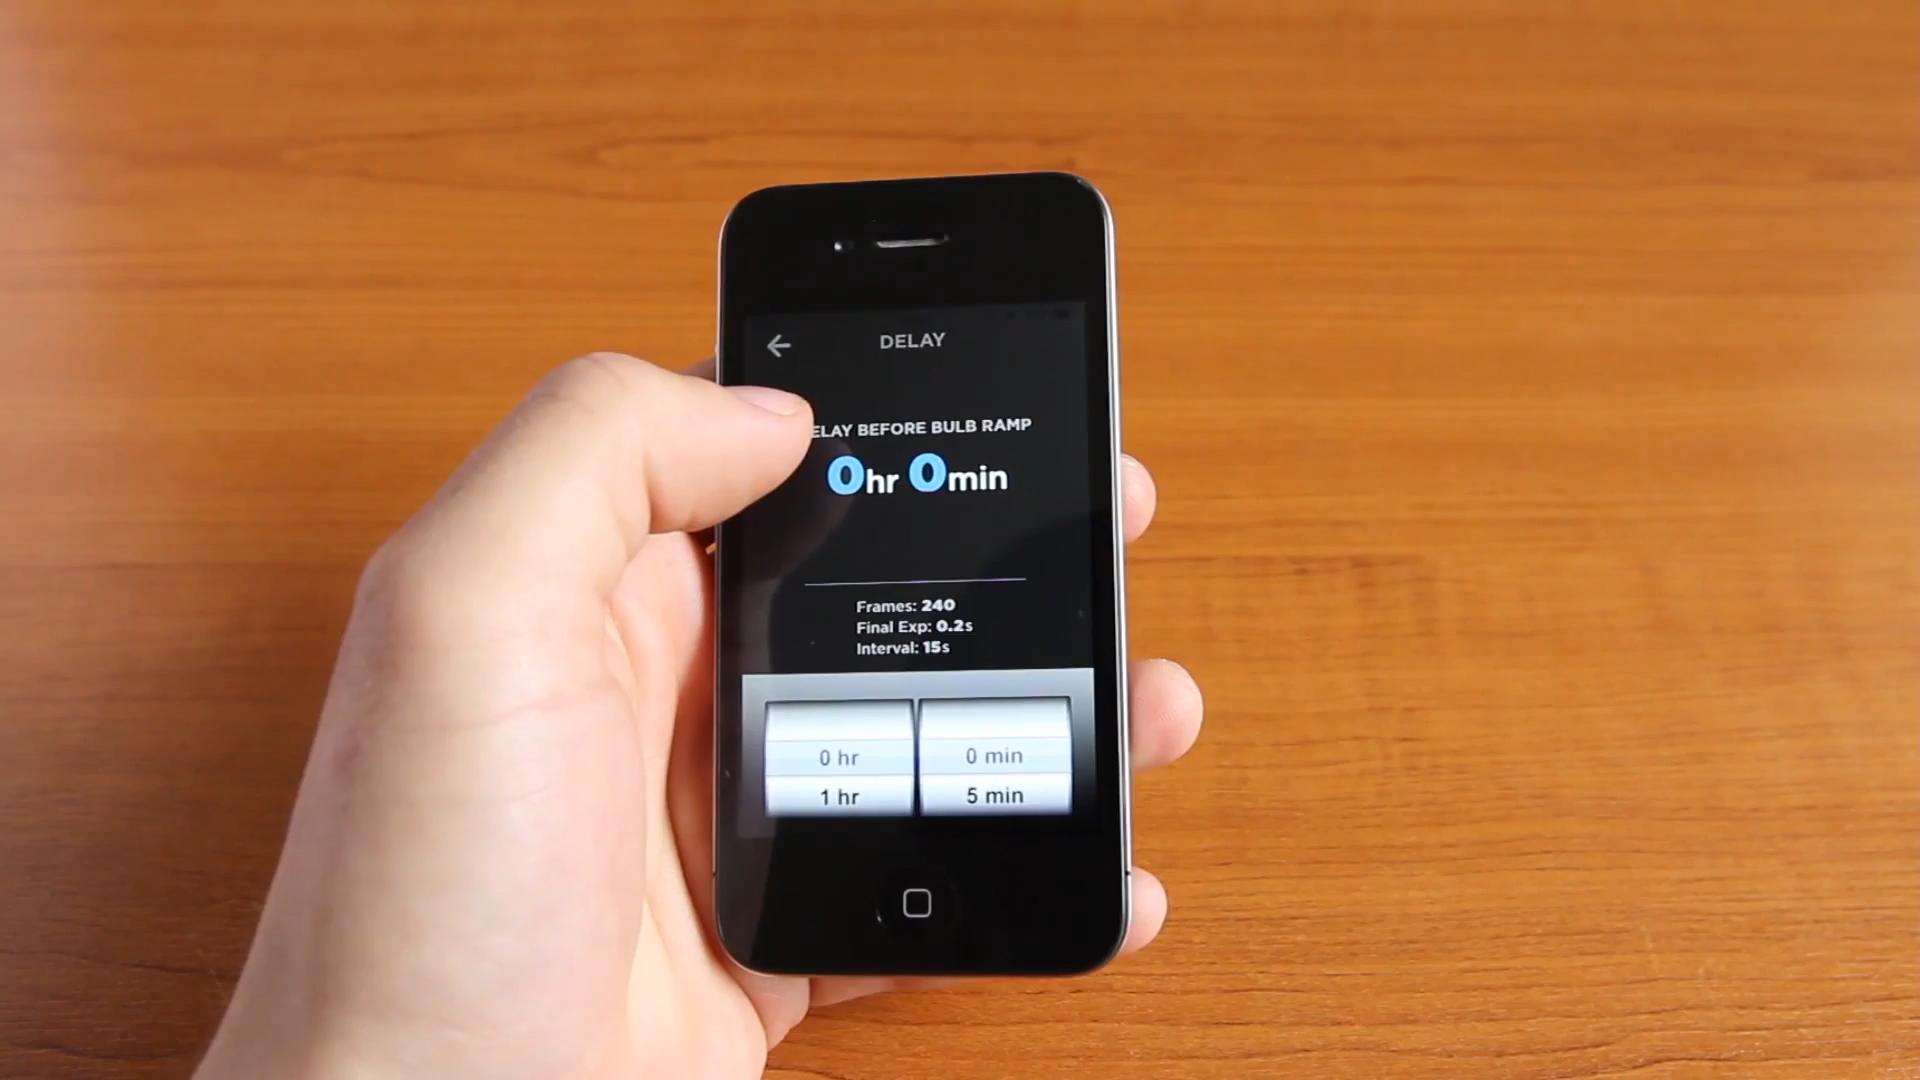 DELAY
ELAY BEFORE BULB RAMP
0hr 0min
Frames: 240
Final Exp: 0.2s
Interval: 15s
0 hr 0 min
1 hr 5 min